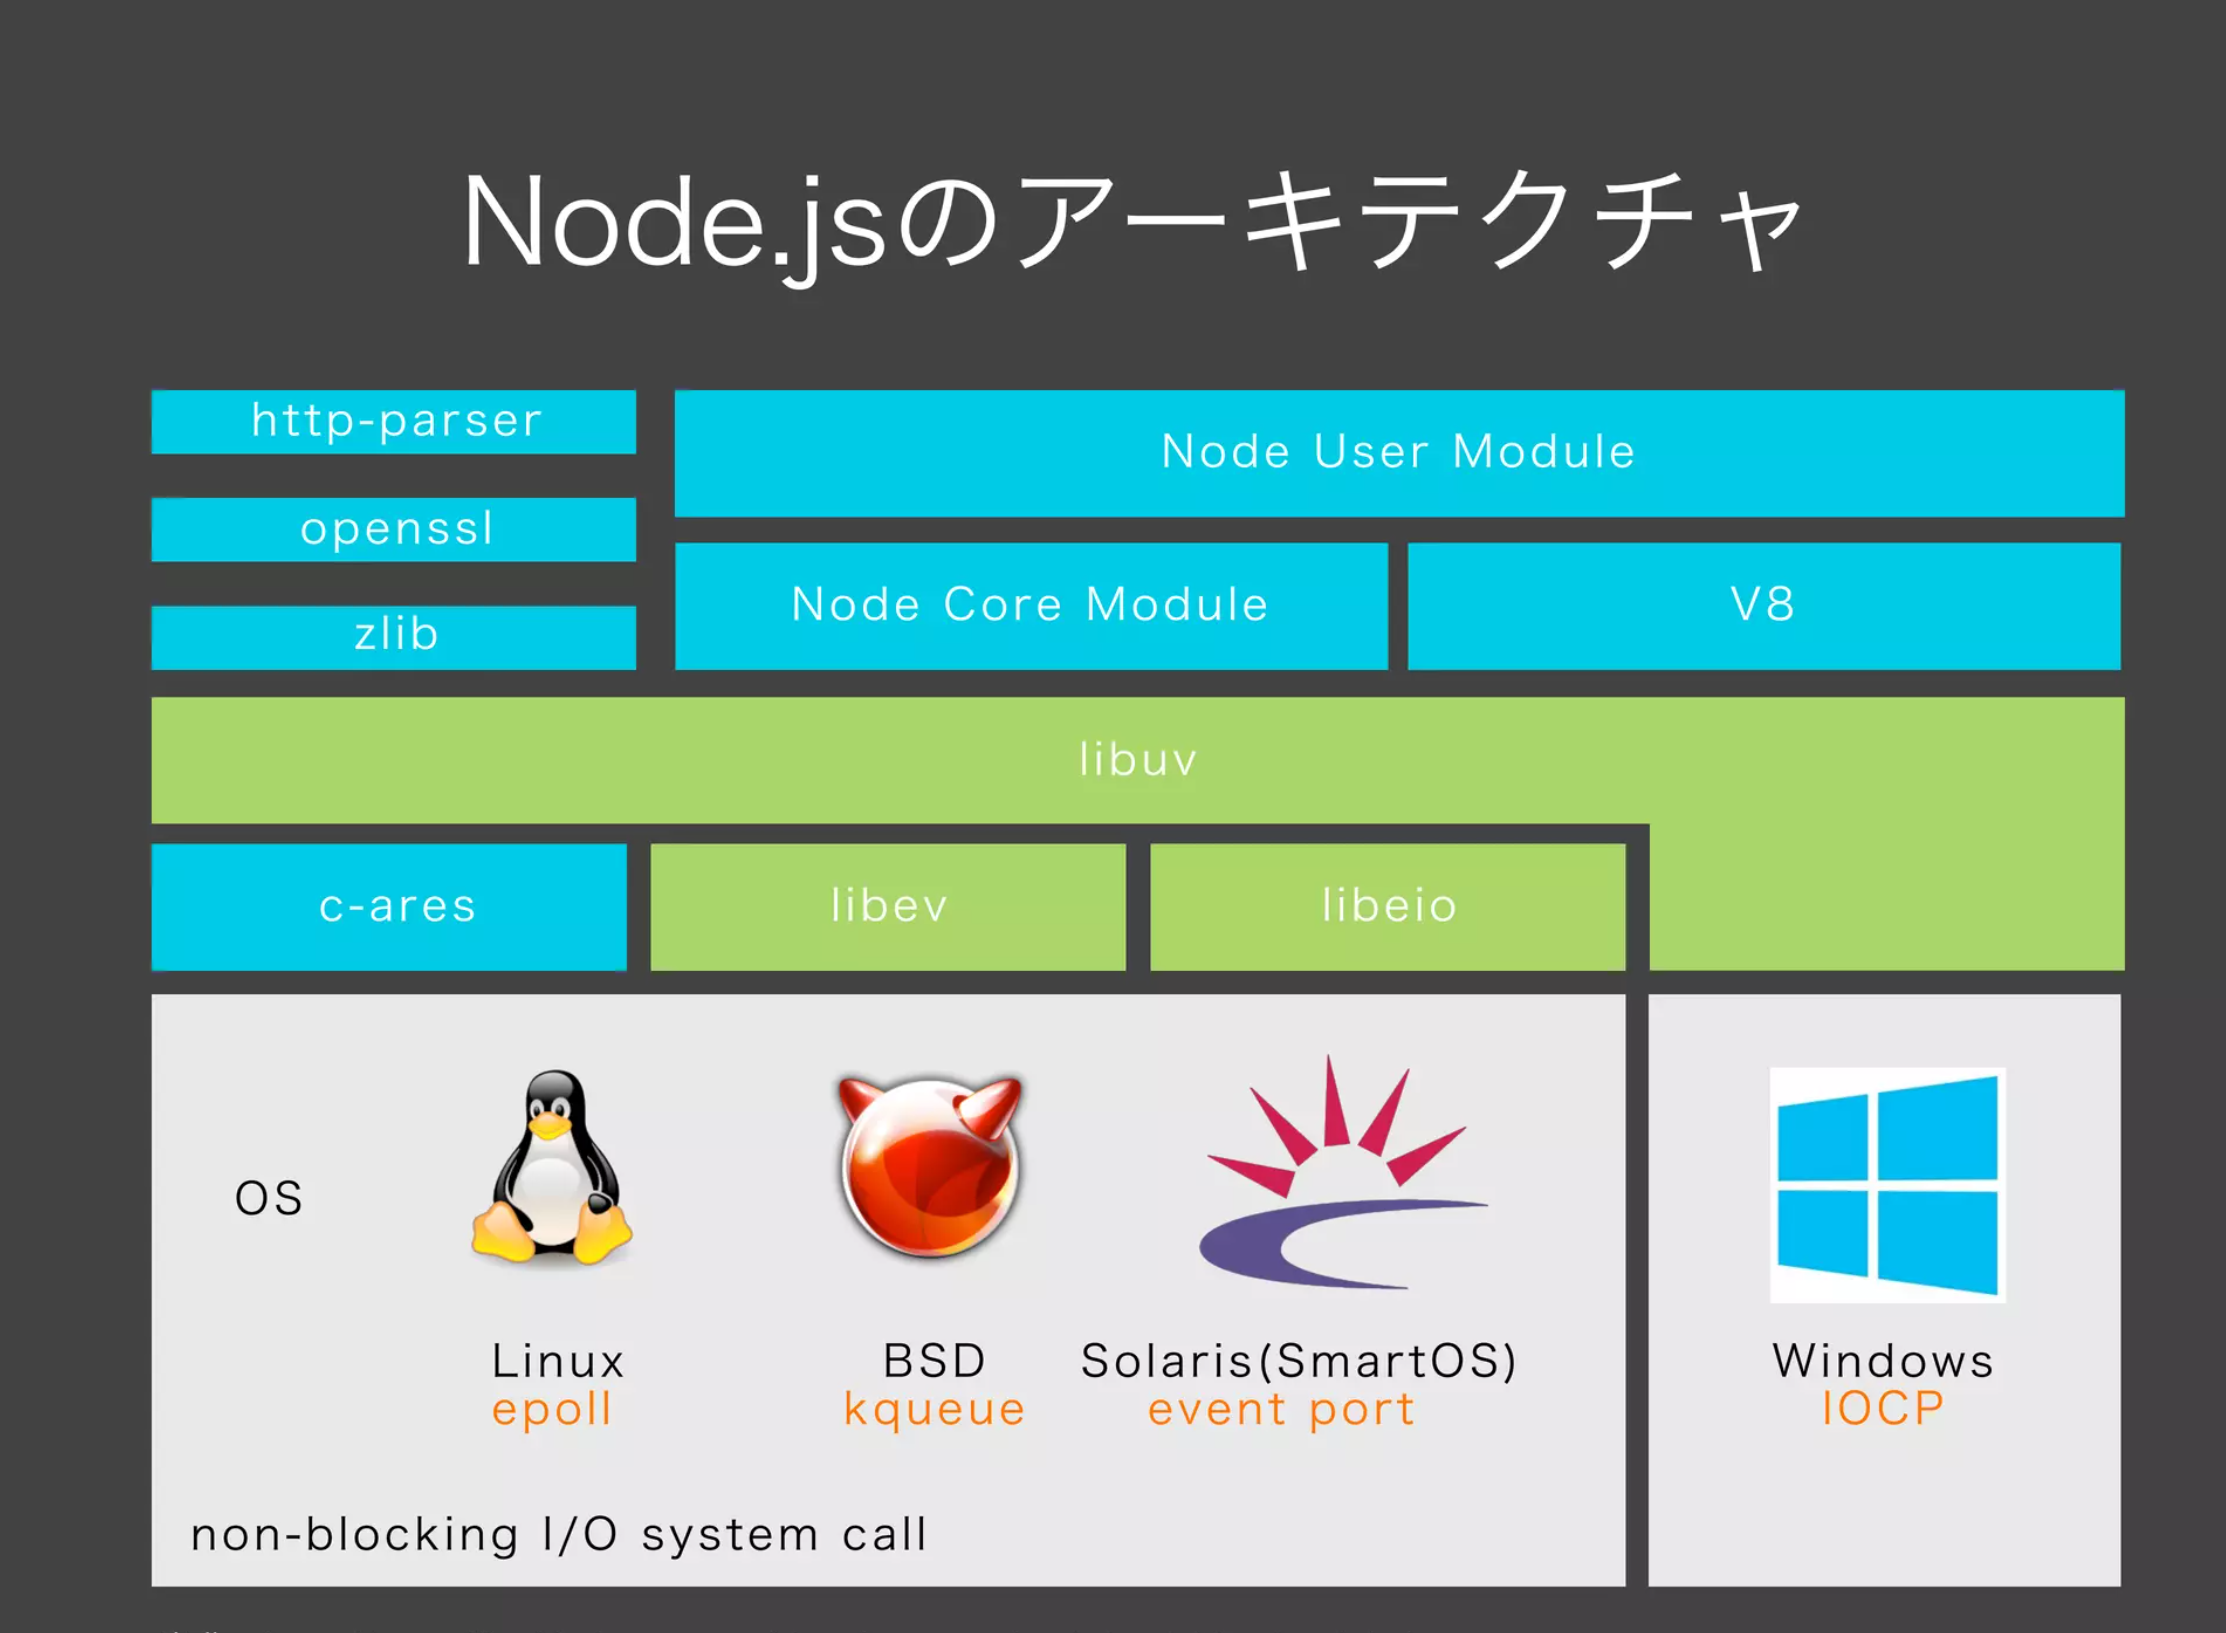 Node.jsのアーキテクチャ
http-parser
openssl
zlib
Node User Module
Node Core Module
V8
libuv
c-ares
libev
libeio
OS
Linux
epoll
BSD
kqueue
Solaris(SmartOS)
event port
Windows
IOCP
non-blocking I/O system call